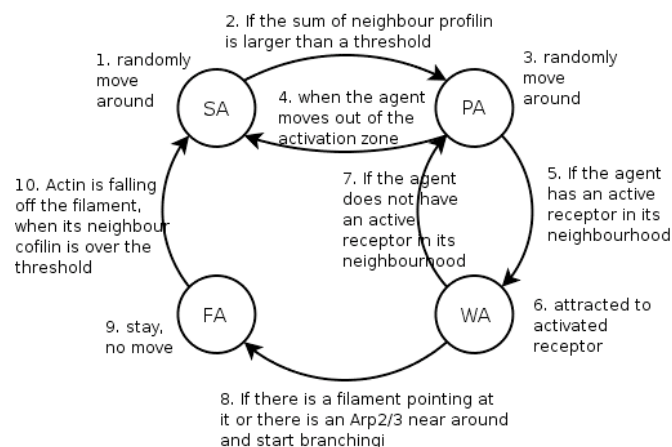 2. If the sum of neighbour profilin
is larger than a threshold
1. randomly
move
around
SA
4. when the agent
moves out of the
activation zone
PA
3. randomly
move
around
10. Actin is falling
off the filament,
when its neighbour
cofilin is over the
threshold
7. If the agent
does not have
an active
receptor in its
neighbourhood
5. If the agent
has an active
receptor in its
neighbourhood
9. stay,
no move
FA
WA
6. attracted to
activated
receptor
8. If there is a filament pointing at
it or there is an Arp2/3 near around
and start branchingi